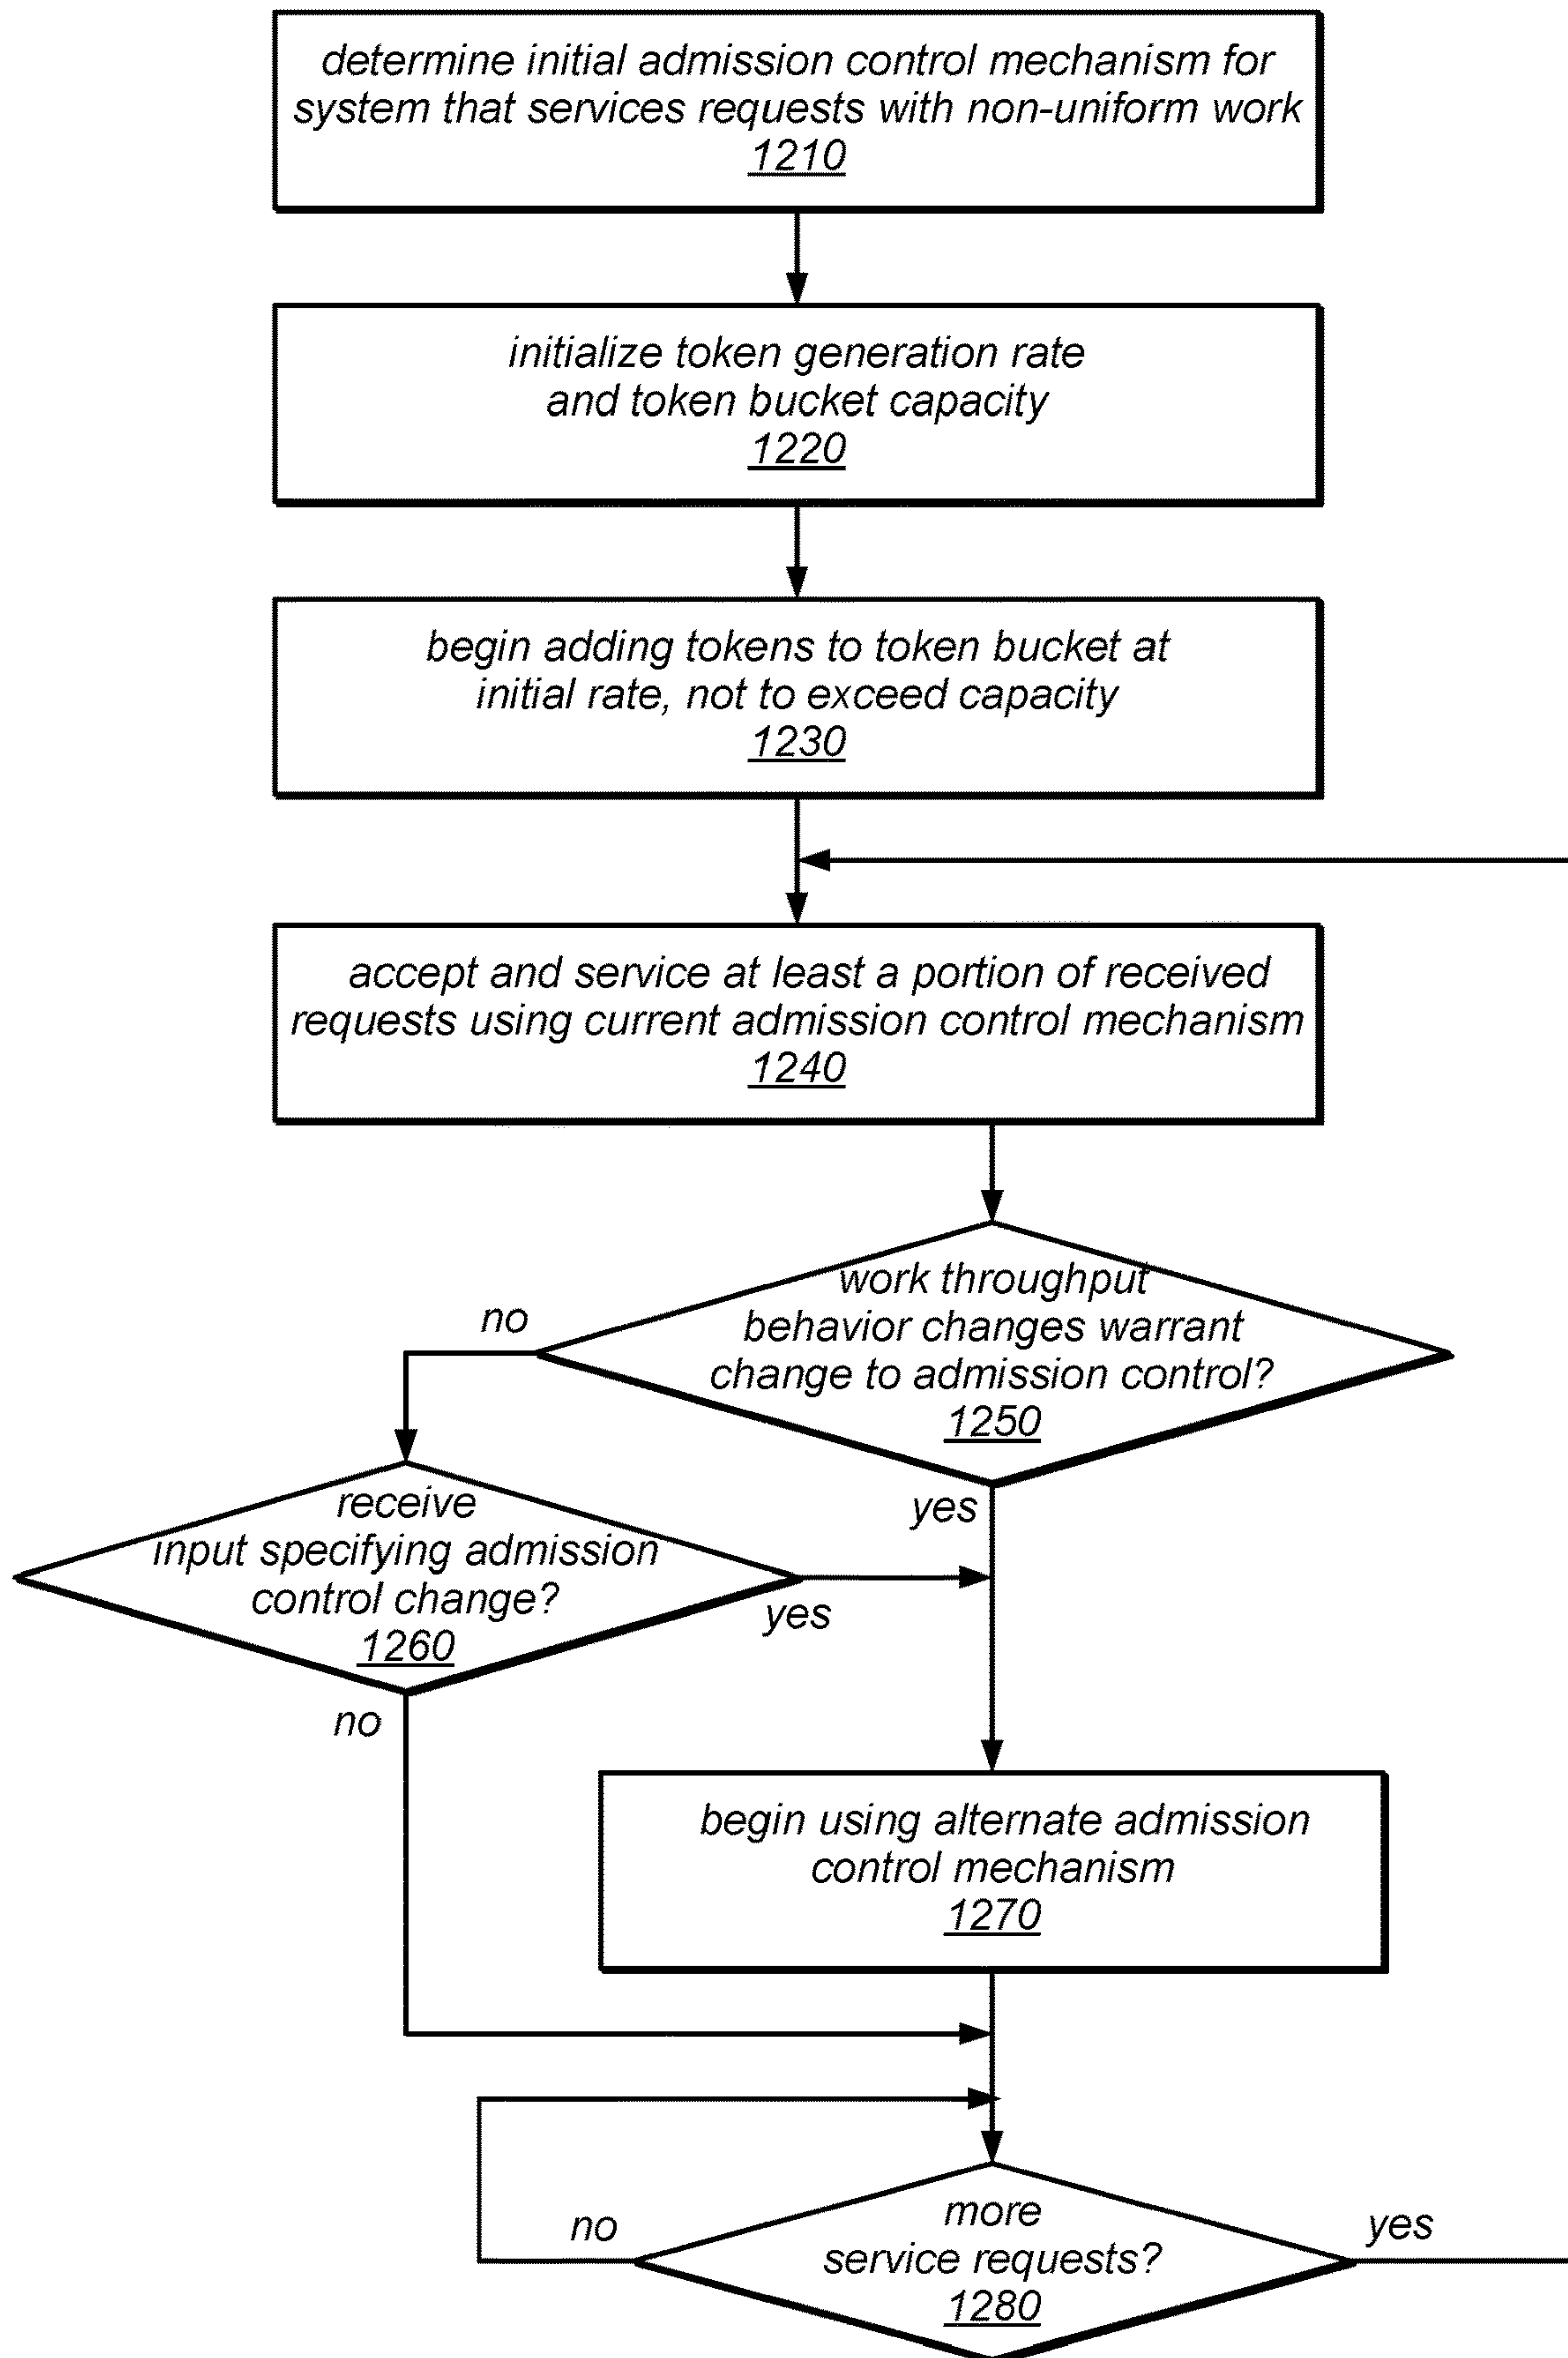 determine initial admission control mechanism for
system that services requests with non-uniform work
1210
initialize token generation rate
and token bucket capacity
1220
begin adding tokens to token bucket at
initial rate, not to exceed capacity
1230
accept and service at least a portion of received
requests using current admission control mechanism
1240
work throughput
behavior changes warrant
change to admission control?
1250
no
yes
receive
input specifying admission
control change?
1260
yes
no
begin using alternate admission
control mechanism
1270
more
service requests?
1280
no
yes